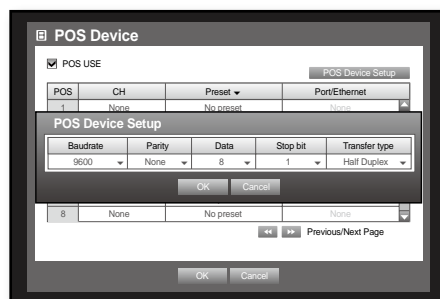 POS Device
POS USE
POS Device Setup
POS CH Preset Port/Ethernet
1 None No preset None
POS Device Setup
Baudrate Parity Data Stop bit Transfer type
9600 None 8 1 Half Duplex
OK Cancel
8 None No preset None
Previous/Next Page
OK Cancel